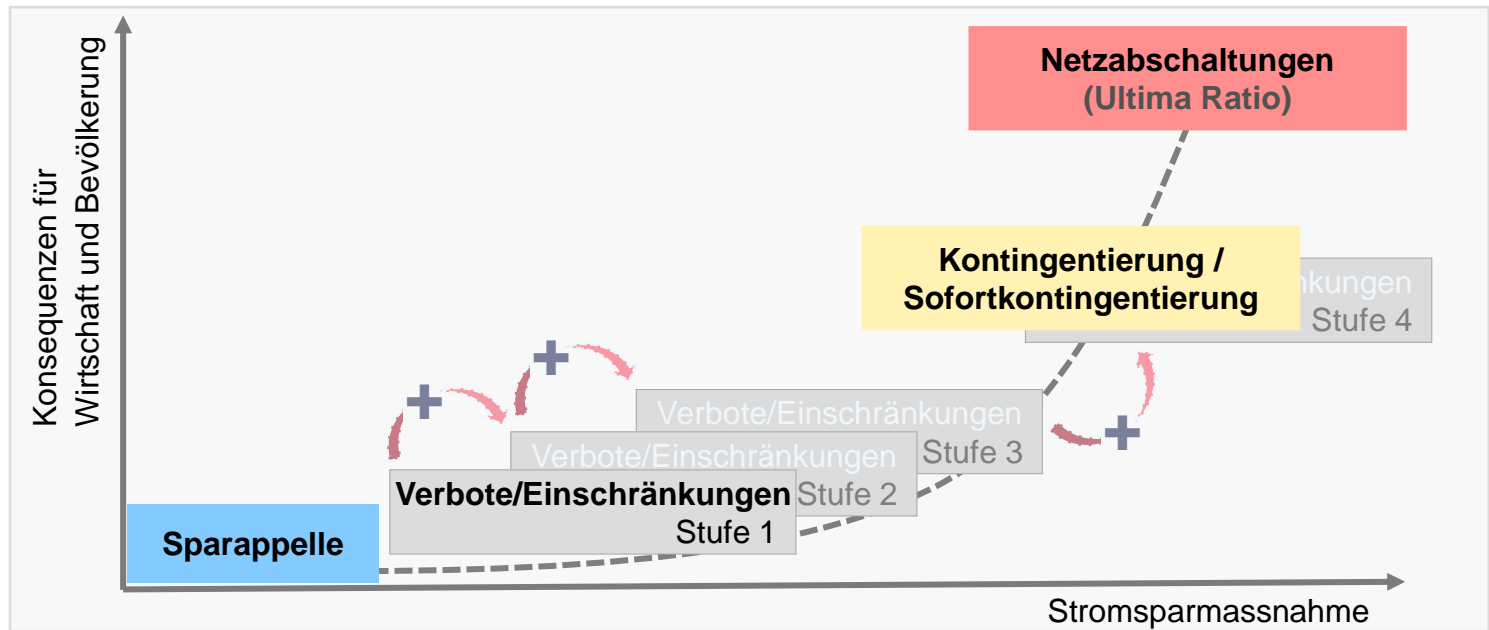 Konsequenzen für
Wirtschaft und Bevölkerung
Netzabschaltungen
(Ultima Ratio)
Kontingentierung /
Sofortkontingentierung
Stufe 4
Verbote/Einschränkungen
Stufe 3
Verbote/Einschränkungen
Stufe 2
Verbote/Einschränkungen
Stufe 1
Sparappelle
Stromsparmassnahme